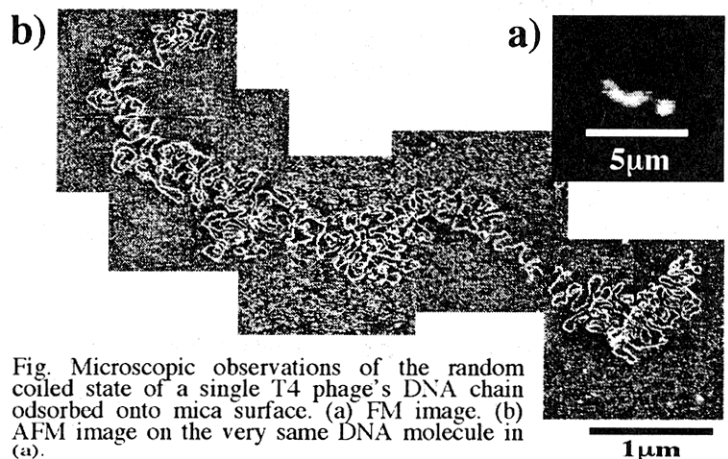 b)
a)
5μm
Fig. Microscopic observations of the random
coiled state of a single T4 phage's DNA chain
odsorbed onto mica surface. (a) FM image. (b)
AFM image on the very same DNA molecule in
(a).
1μm